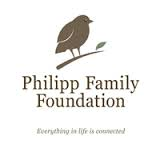 Philipp Family
Foundation
Everything in life is connected